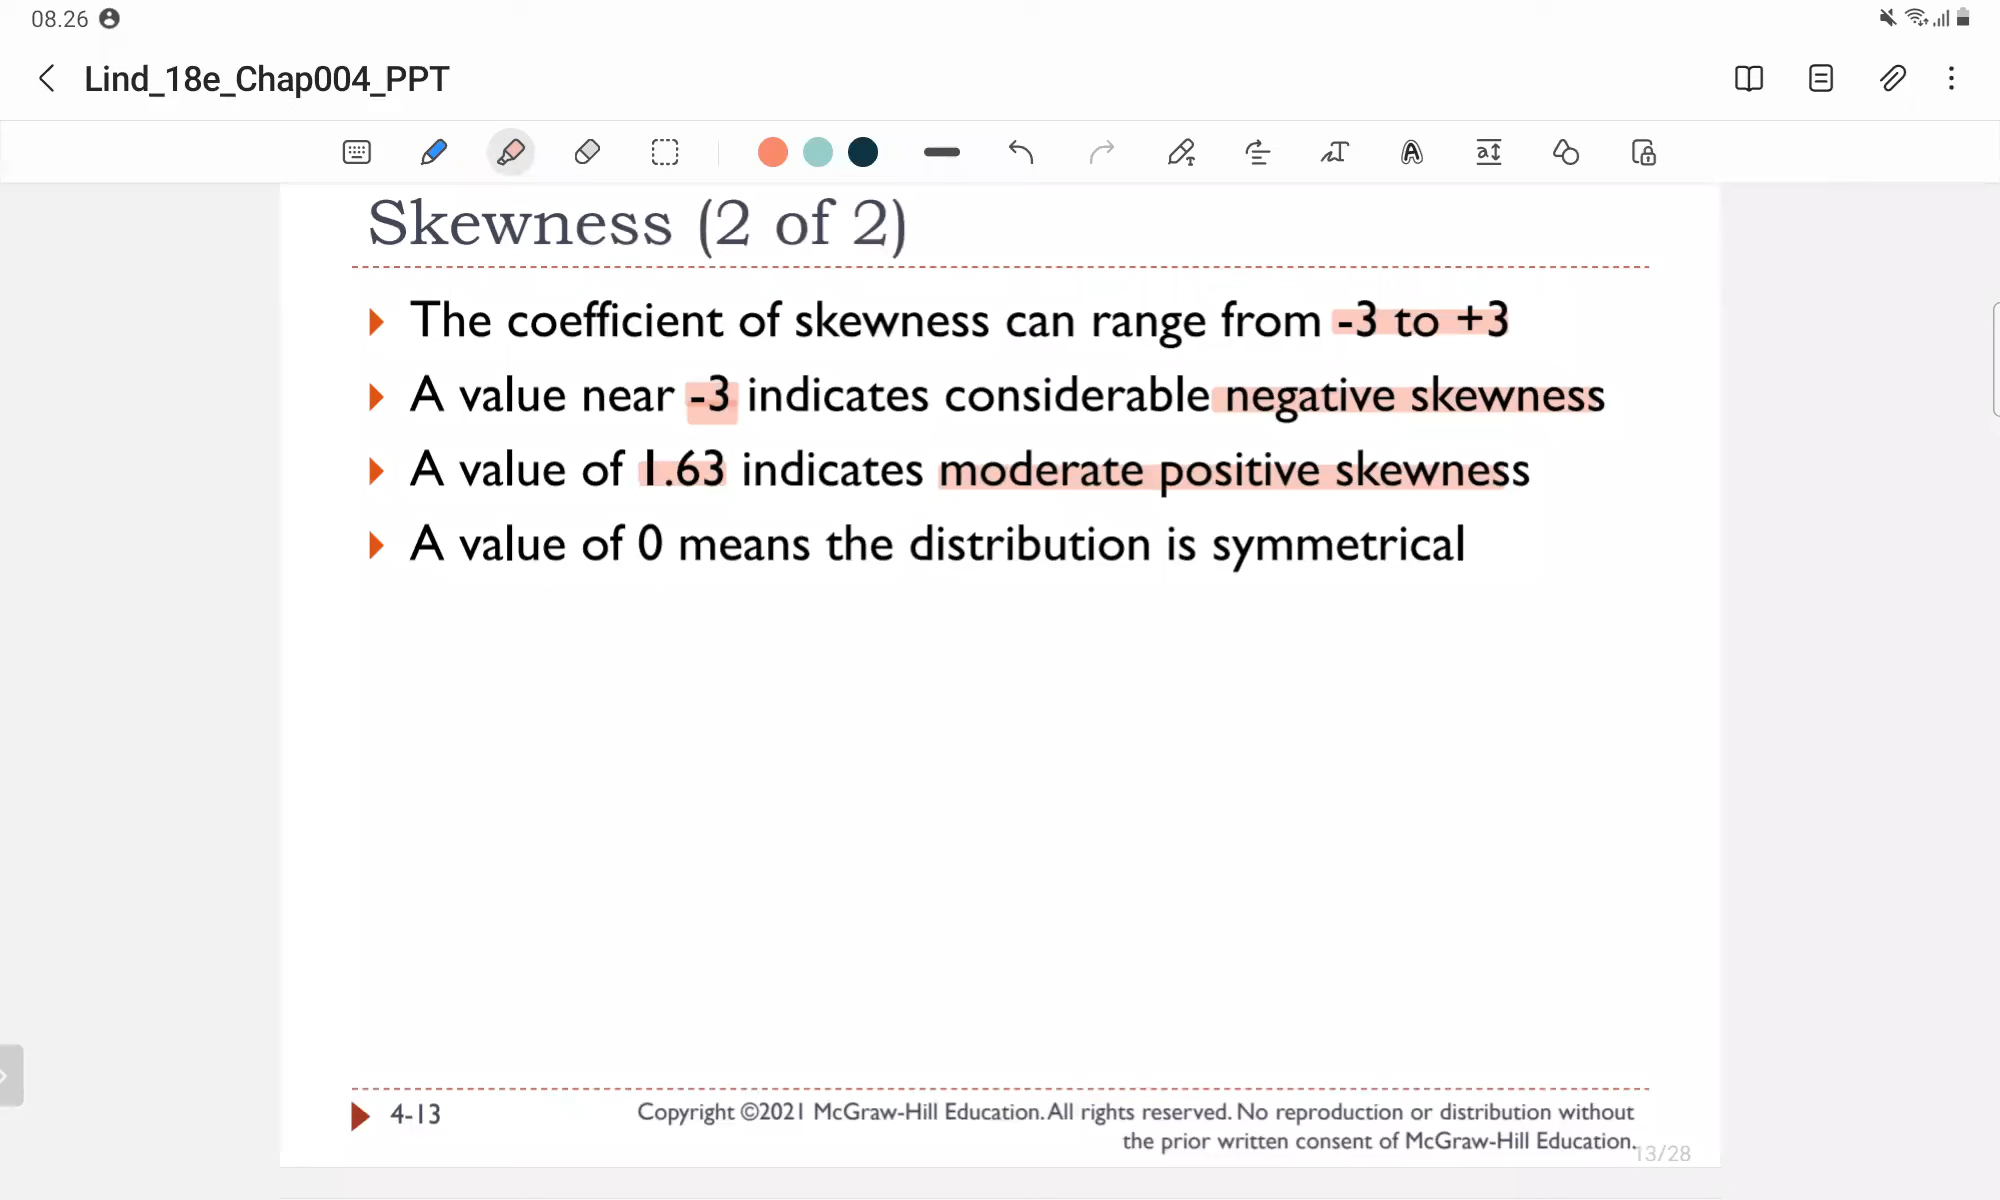 08.26
Lind_18e_Chap004_PPT
Skewness (2 of 2)
The coefficient of skewness can range from -3 to +3
A value near -3 indicates considerable negative skewness
A value of 1.63 indicates moderate positive skewness
A value of 0 means the distribution is symmetrical
4-13
Copyright ©2021 McGraw-Hill Education. All rights reserved. No reproduction or distribution without
the prior written consent of McGraw-Hill Education.
13/28